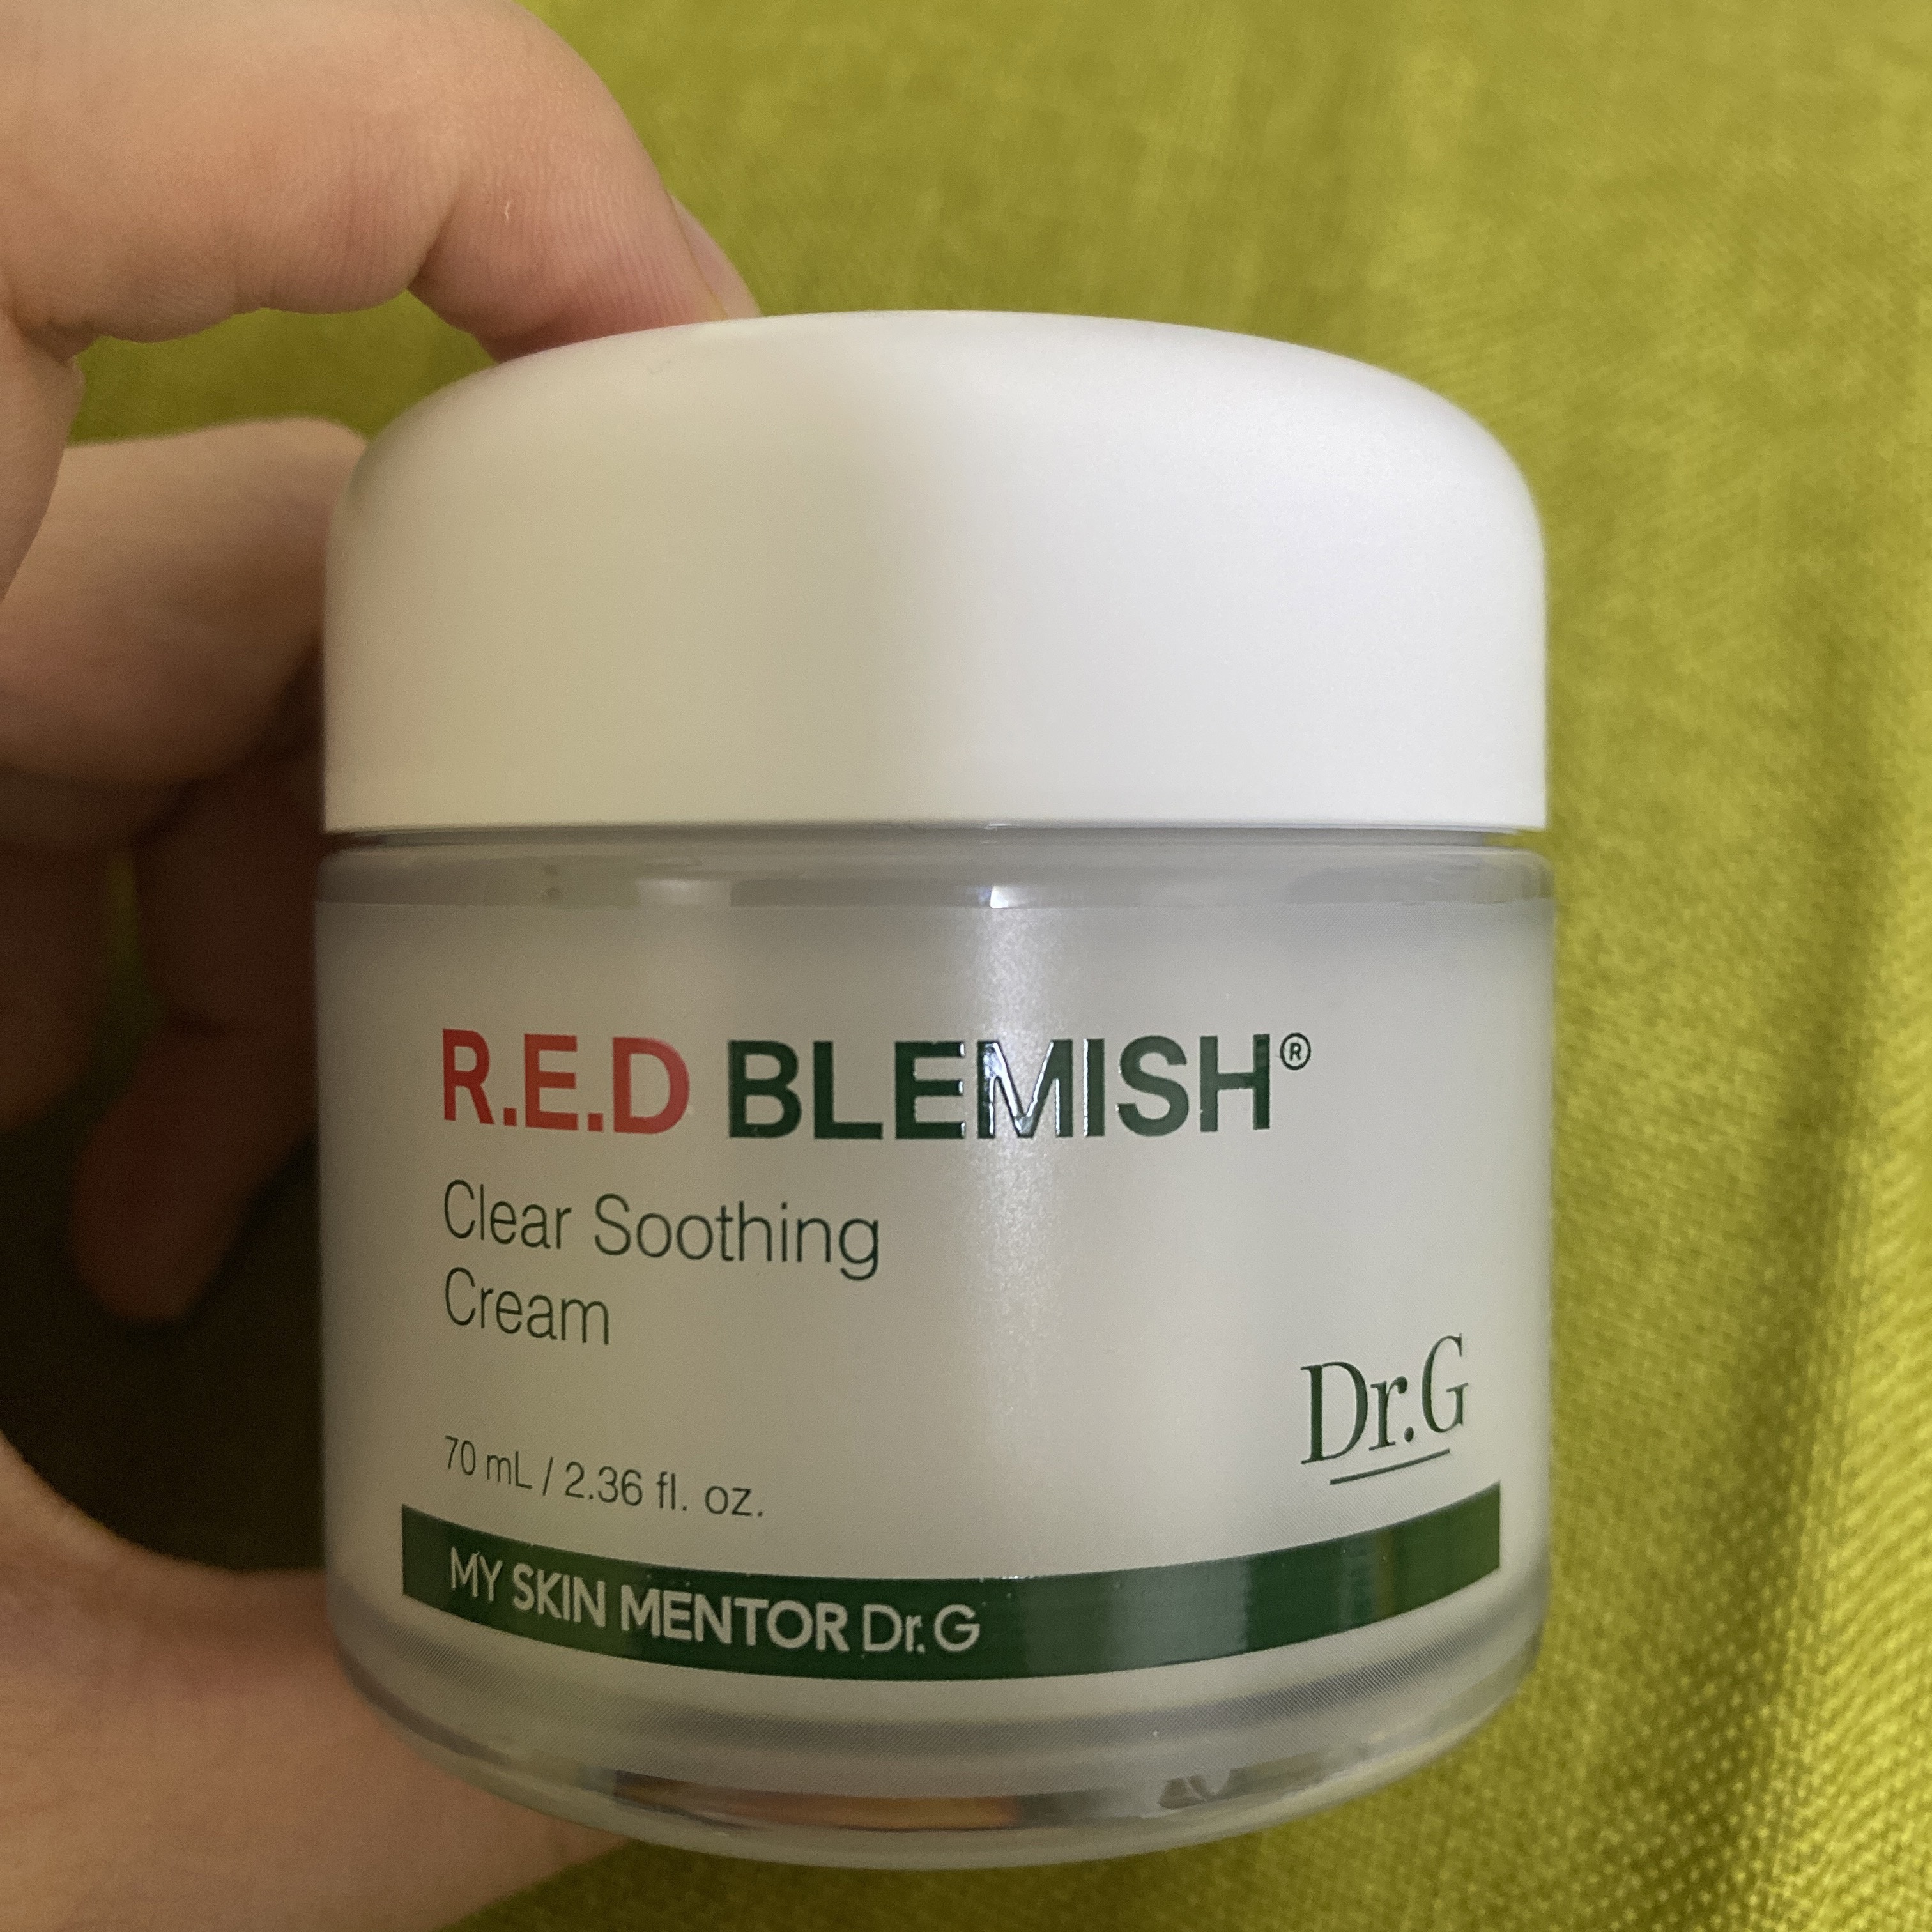 R.E.D BLEMISH®
Clear Soothing
Cream
Dr.G
70 mL / 2.36 fl. oz.
MY SKIN MENTOR Dr.G